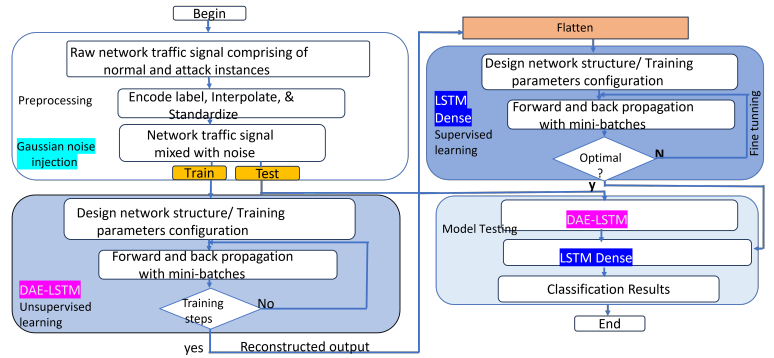 Begin
Raw network traffic signal comprising of
normal and attack instances
Preprocessing
Encode label, Interpolate, &
Standardize
Gaussian noise
injection
Network traffic signal
mixed with noise
Train
Test
Design network structure/ Training
parameters configuration
Forward and back propagation
with mini-batches
DAE-LSTM
Unsupervised
learning
Training
steps
No
yes
Reconstructed output
Flatten
Design network structure/ Training
parameters configuration
LSTM
Dense
Supervised
learning
Forward and back propagation
with mini-batches
Fine tunning
Optimal
?
N
y
Model Testing
DAE-LSTM
LSTM Dense
Classification Results
End